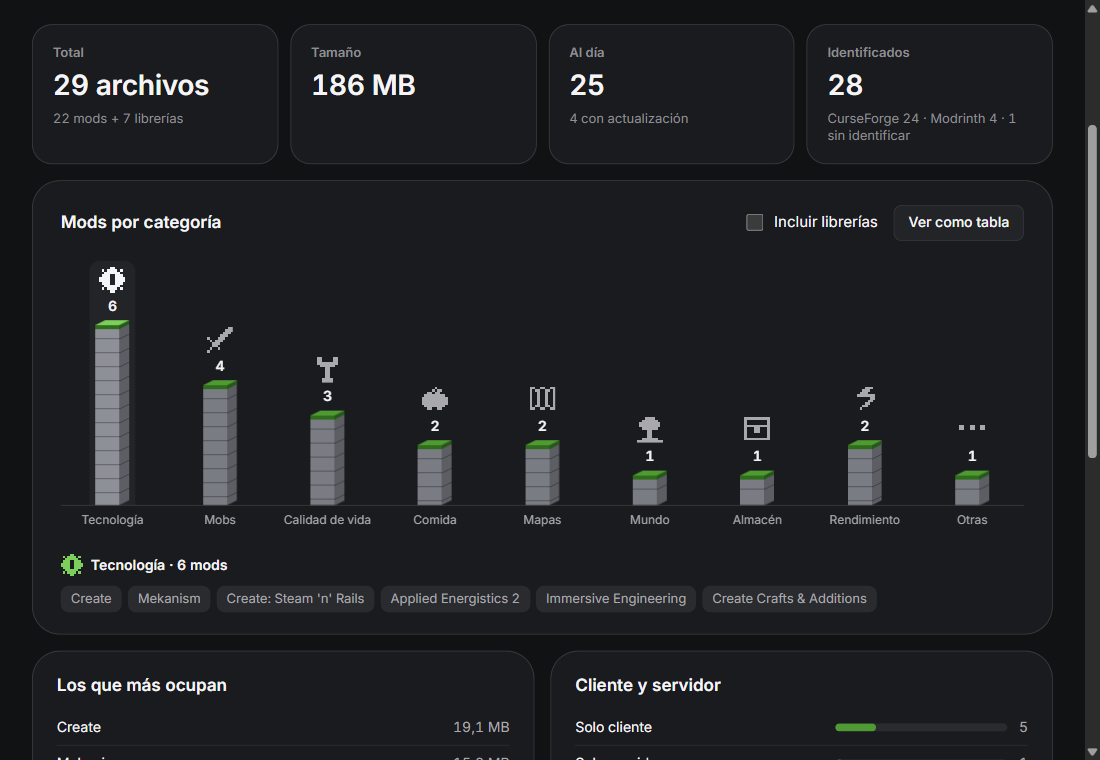 Total
29 archivos
22 mods + 7 librerías
Tamaño
186 MB
Al día
25
4 con actualización
Identificados
28
CurseForge 24 · Modrinth 4 · 1
sin identificar
Mods por categoría
Incluir librerías
Ver como tabla
6
4
3
2
2
1
1
2
1
Tecnología
Mobs
Calidad de vida
Comida
Mapas
Mundo
Almacén
Rendimiento
Otras
Tecnología · 6 mods
Create
Mekanism
Create: Steam 'n' Rails
Applied Energistics 2
Immersive Engineering
Create Crafts & Additions
Los que más ocupan
Create
19,1 MB
Cliente y servidor
Solo cliente
5